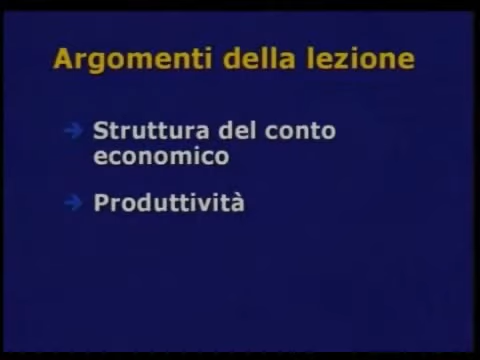 Argomenti della lezione
Struttura del conto
economico
Produttività